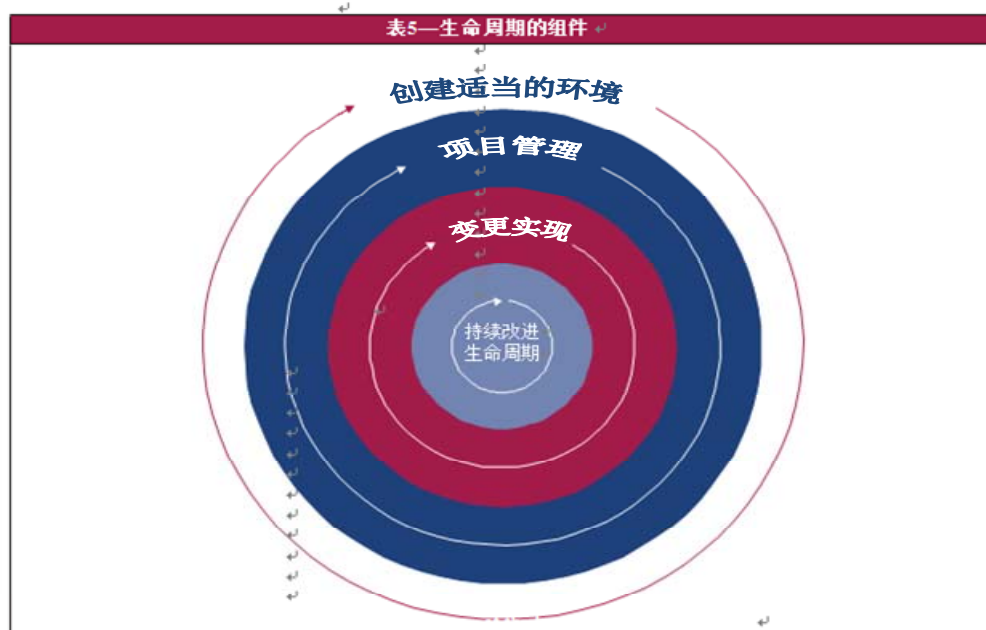 表5—生命周期的组件
创建适当的环境
项目管理
变更实现
持续改进
生命周期